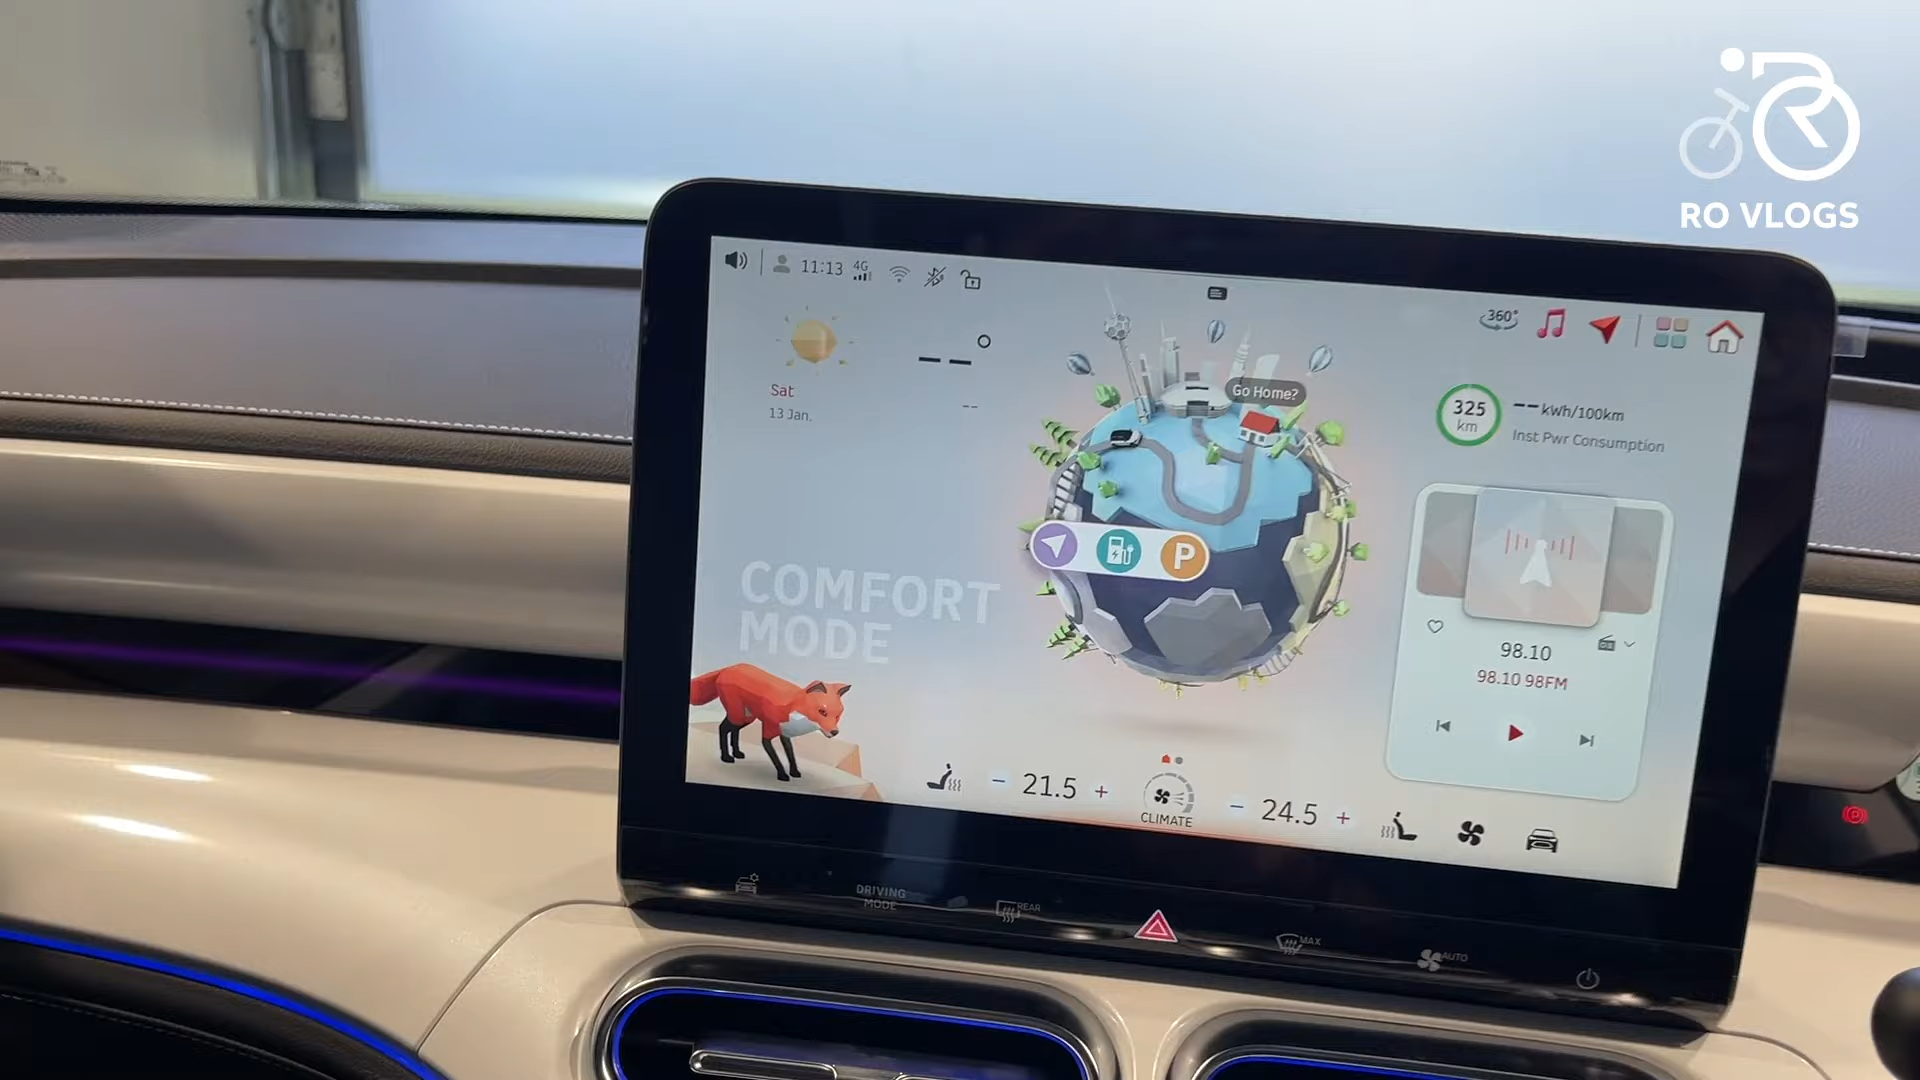 RO VLOGS
11:13 4G
360°
Sat
13 Jan.
-- °
--
Go Home?
325
km
-- kWh/100km
Inst Pwr Consumption
P
COMFORT
MODE
98.10
98.10 98FM
- 21.5 +
CLIMATE
- 24.5 +
DRIVING
MODE
REAR
MAX
AUTO
P